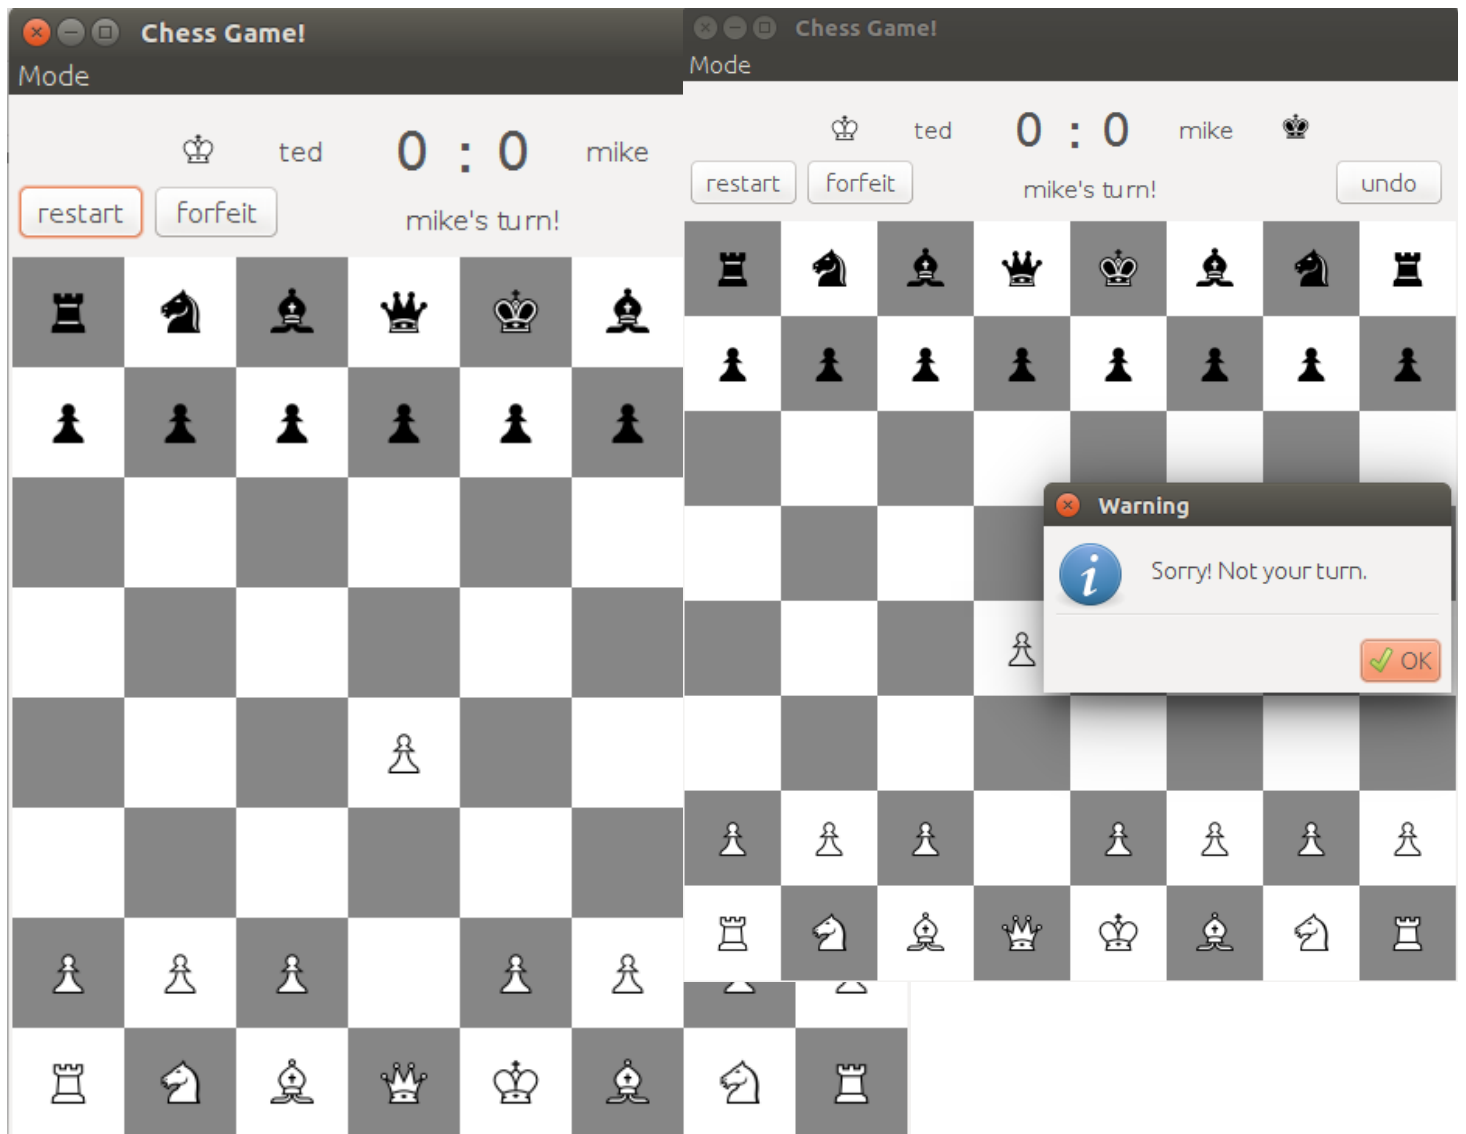 Chess Game!
Mode
ted 0 : 0 mike
restart forfeit mike's turn!
Chess Game!
Mode
ted 0 : 0 mike
restart forfeit mike's turn! undo
Warning
Sorry! Not your turn.
OK